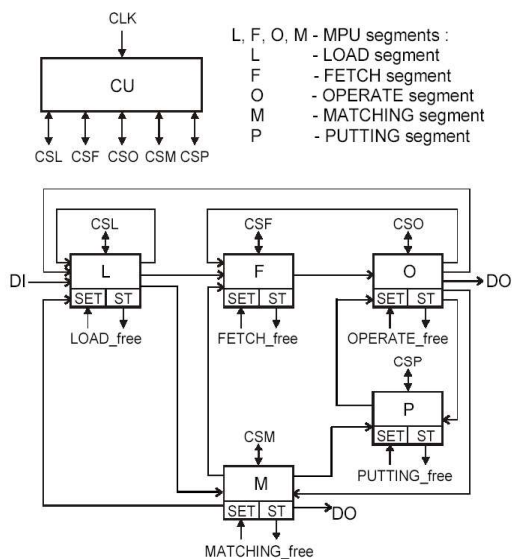 CLK
L, F, O, M - MPU segments :
L - LOAD segment
CU
F - FETCH segment
O - OPERATE segment
M - MATCHING segment
P - PUTTING segment
CSL CSF CSO CSM CSP
CSL CSF CSO
L F O
DI DO
SET ST SET ST SET ST
LOAD_free FETCH_free OPERATE_free
CSP
P
SET ST
CSM
PUTTING_free
M
SET ST DO
MATCHING_free